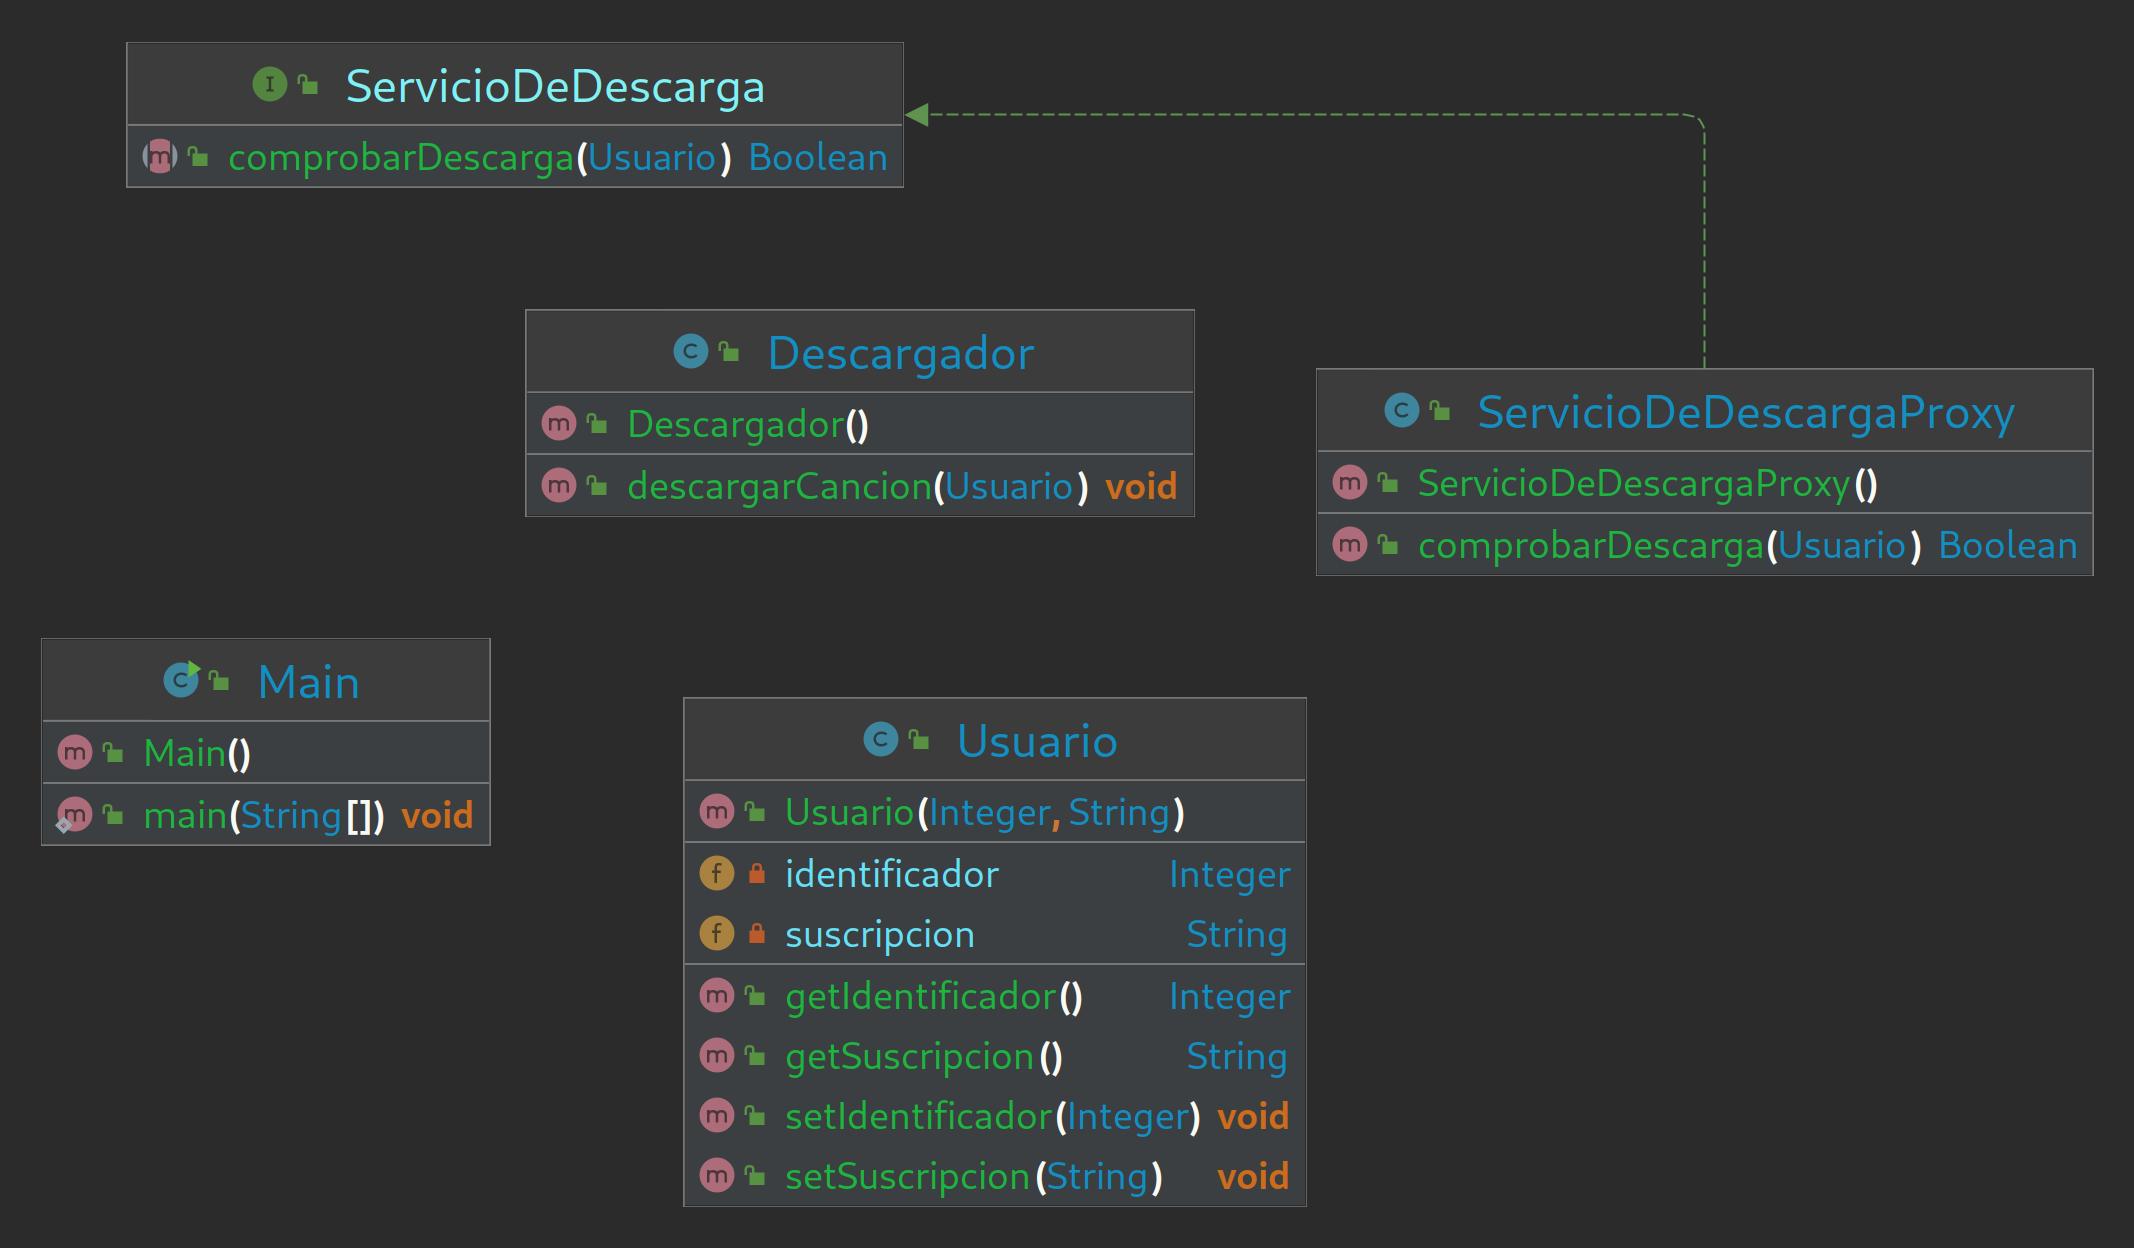 I ServicioDeDescarga
m comprobarDescarga(Usuario) Boolean
C Descargador
m Descargador()
m descargarCancion(Usuario) void
C ServicioDeDescargaProxy
m ServicioDeDescargaProxy()
m comprobarDescarga(Usuario) Boolean
C Main
m Main()
m main(String[]) void
C Usuario
m Usuario(Integer, String)
f identificador Integer
f suscripcion String
m getIdentificador() Integer
m getSuscripcion() String
m setIdentificador(Integer) void
m setSuscripcion(String) void